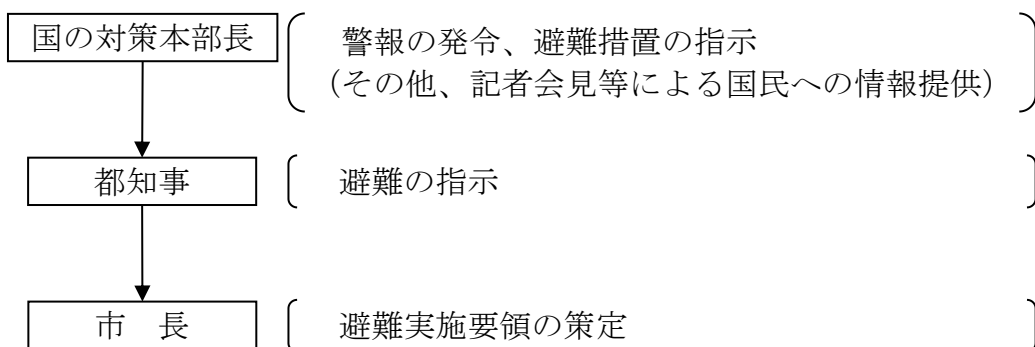 国の対策本部長
警報の発令、避難措置の指示
(その他、記者会見等による国民への情報提供)
都知事
避難の指示
市 長
避難実施要領の策定